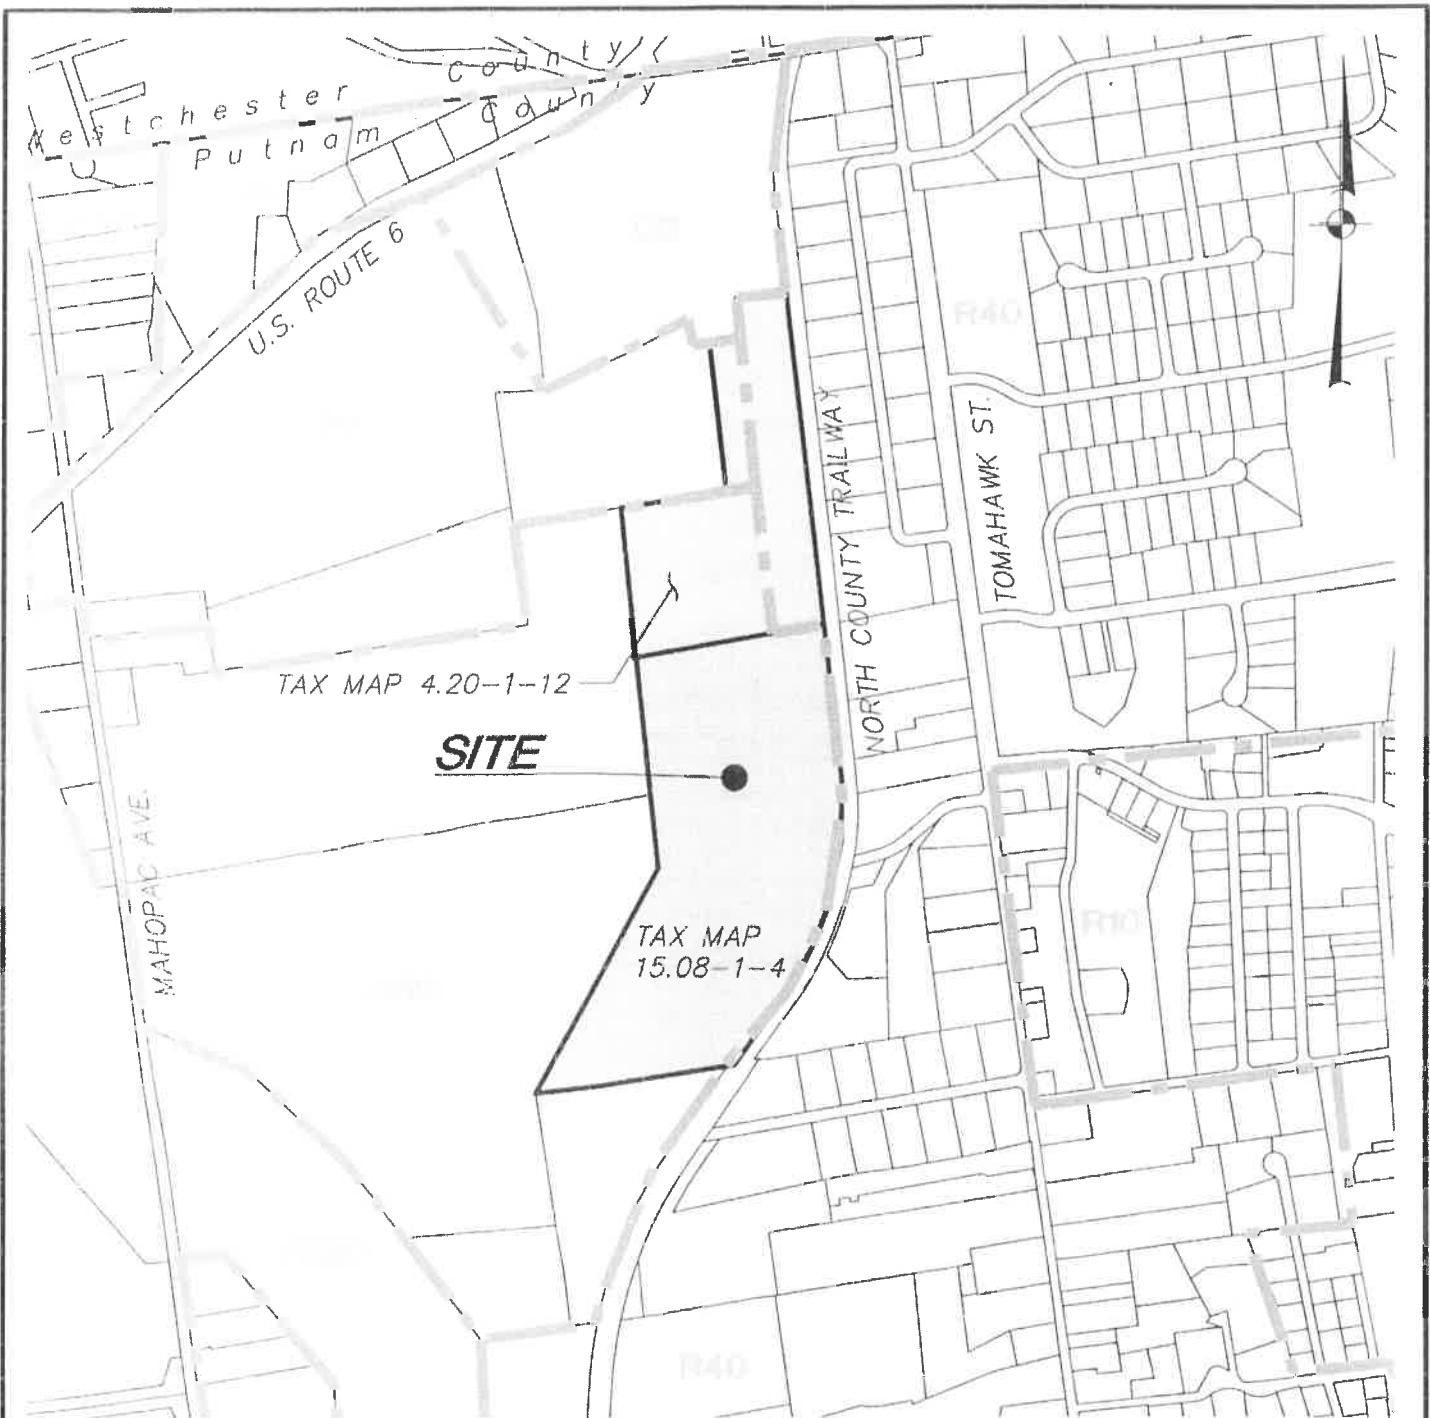 County
Westchester
County
Putnam
U.S. ROUTE 6
R40
NORTH COUNTY TRAILWAY
TOMAHAWK ST.
TAX MAP 4.20-1-12
SITE
MAHOPAC AVE.
R10
TAX MAP
15.08-1-4
R40